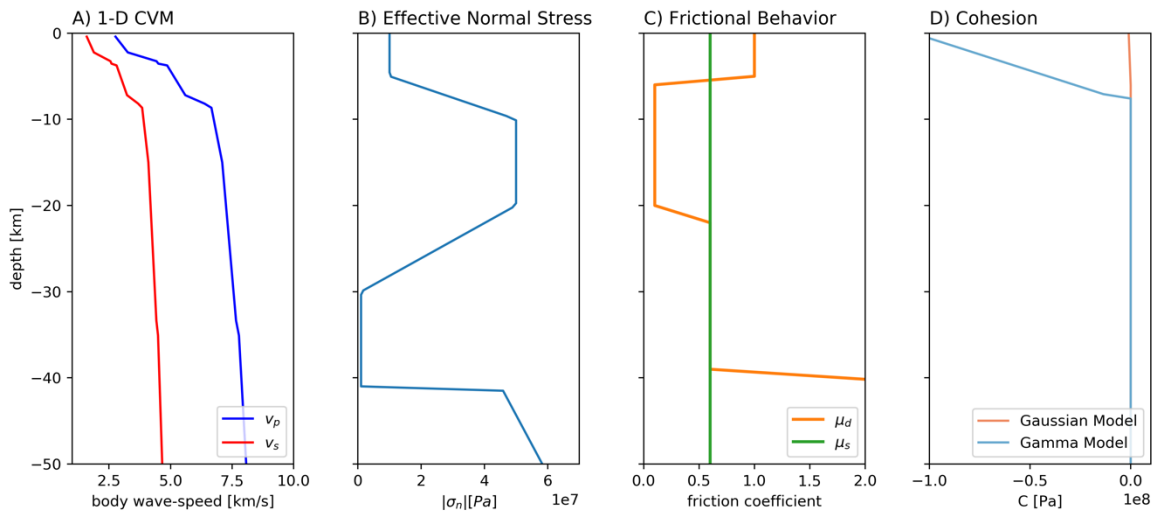 A) 1-D CVM
B) Effective Normal Stress
C) Frictional Behavior
D) Cohesion
0
−10
−20
−30
−40
−50
depth [km]
v_p
v_s
μ_d
μ_s
Gaussian Model
Gamma Model
2.5 5.0 7.5 10.0
0 2 4 6
1e7
0.0 0.5 1.0 1.5 2.0
−1.0 −0.5 0.0
1e8
body wave-speed [km/s]
|σ_n|[Pa]
friction coefficient
C [Pa]